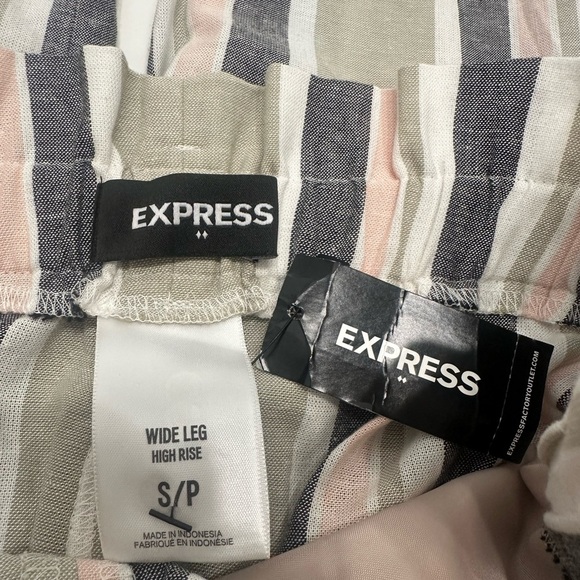 EXPRESS
EXPRESS
EXPRESSFACTORYOUTLET.COM
WIDE LEG
HIGH RISE
S/P
MADE IN INDONESIA
FABRIQUÉ EN INDONÉSIE